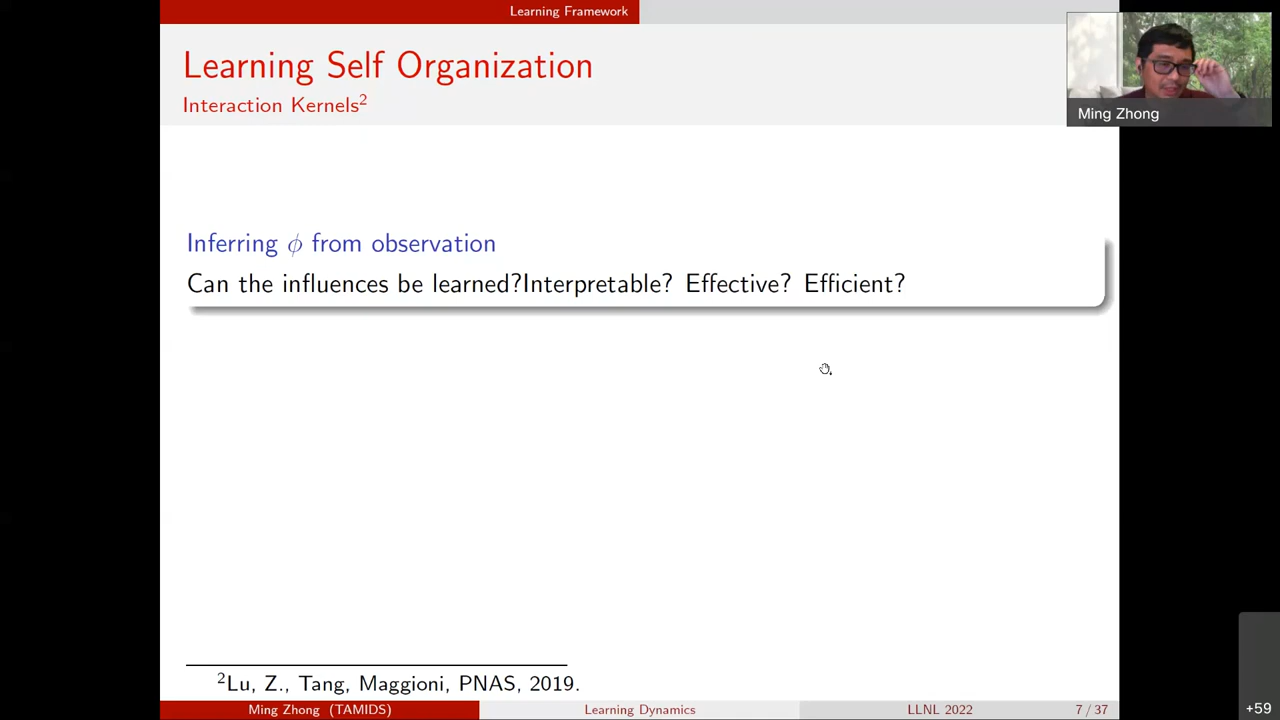 Learning Framework
Learning Self Organization
Interaction Kernels²
Ming Zhong
Inferring ϕ from observation
Can the influences be learned?Interpretable? Effective? Efficient?
²Lu, Z., Tang, Maggioni, PNAS, 2019.
Ming Zhong (TAMIDS)
Learning Dynamics
LLNL 2022
7 / 37
+59